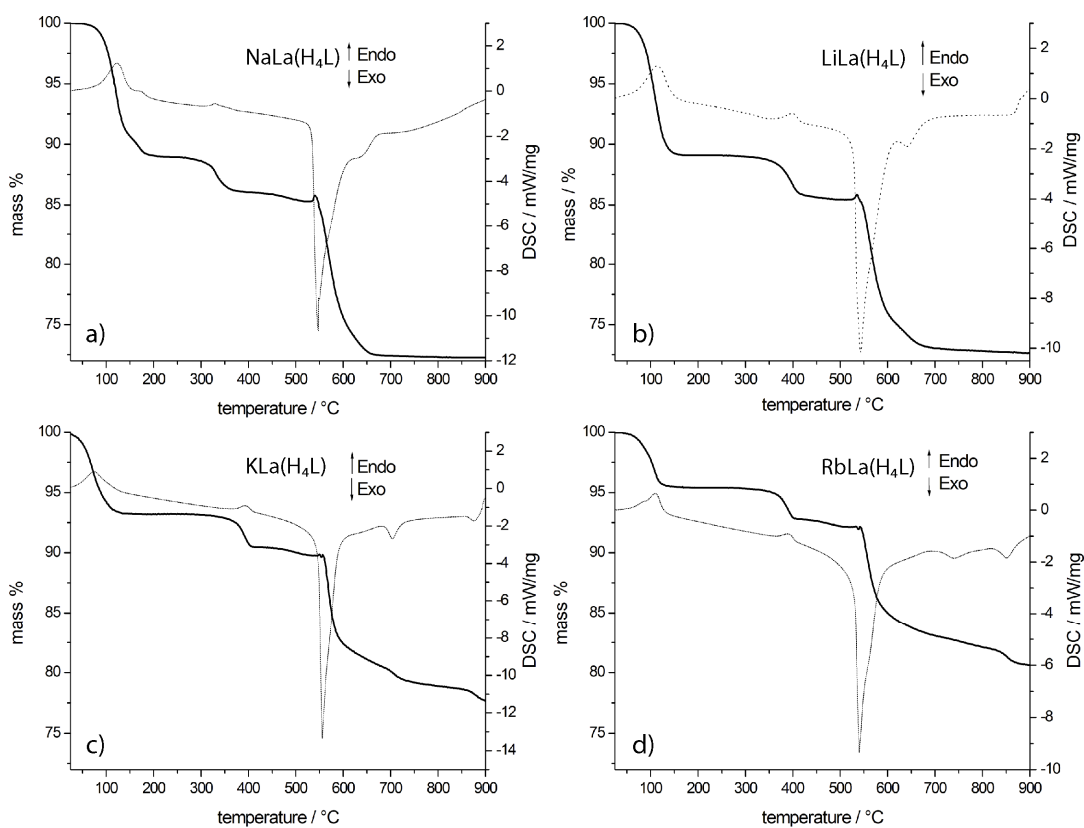 NaLa(H₄L)
Endo
Exo
100
95
90
85
80
75
mass %
2
0
-2
-4
-6
-8
-10
-12
DSC / mW/mg
a)
100 200 300 400 500 600 700 800 900
temperature / °C
LiLa(H₄L)
Endo
Exo
100
95
90
85
80
75
mass / %
2
0
-2
-4
-6
-8
-10
DSC / mW/mg
b)
100 200 300 400 500 600 700 800 900
temperature / °C
KLa(H₄L)
Endo
Exo
100
95
90
85
80
75
mass %
2
0
-2
-4
-6
-8
-10
-12
-14
DSC / mW/mg
c)
100 200 300 400 500 600 700 800 900
temperature / °C
RbLa(H₄L)
Endo
Exo
100
95
90
85
80
75
mass %
2
0
-2
-4
-6
-8
-10
DSC / mW/mg
d)
100 200 300 400 500 600 700 800 900
temperature / °C